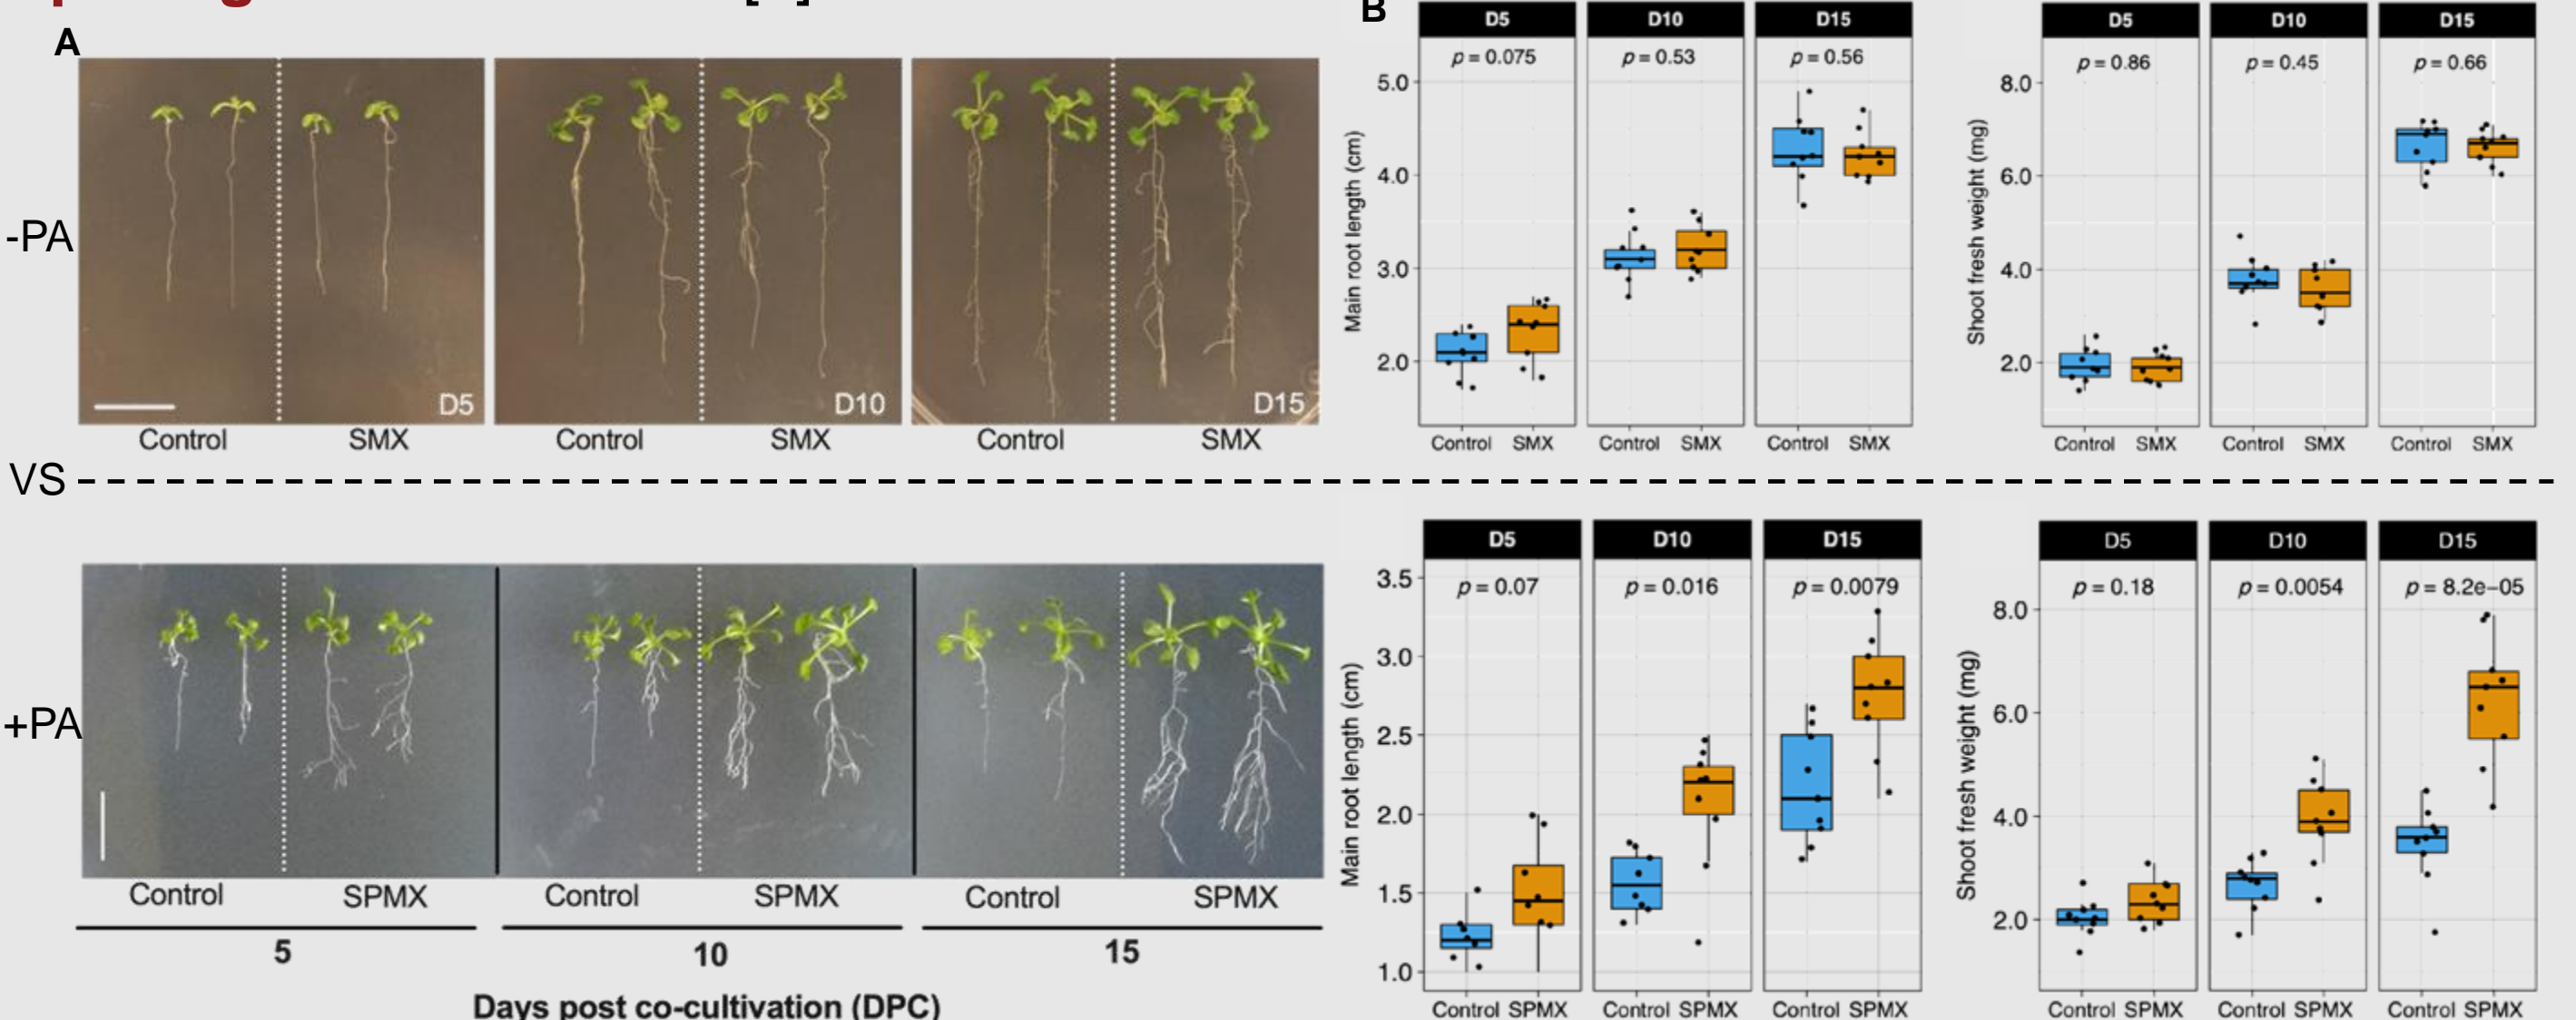 A
B
D5 D10 D15
p = 0.075 p = 0.53 p = 0.56
Main root length (cm)
5.0
4.0
3.0
2.0
Control SMX Control SMX Control SMX
D5 D10 D15
p = 0.86 p = 0.45 p = 0.66
Shoot fresh weight (mg)
8.0
6.0
4.0
2.0
Control SMX Control SMX Control SMX
-PA
D5 D10 D15
Control SMX Control SMX Control SMX
VS
+PA
Control SPMX Control SPMX Control SPMX
5 10 15
Days post co-cultivation (DPC)
D5 D10 D15
p = 0.07 p = 0.016 p = 0.0079
Main root length (cm)
3.5
3.0
2.5
2.0
1.5
1.0
Control SPMX Control SPMX Control SPMX
D5 D10 D15
p = 0.18 p = 0.0054 p = 8.2e−05
Shoot fresh weight (mg)
8.0
6.0
4.0
2.0
Control SPMX Control SPMX Control SPMX